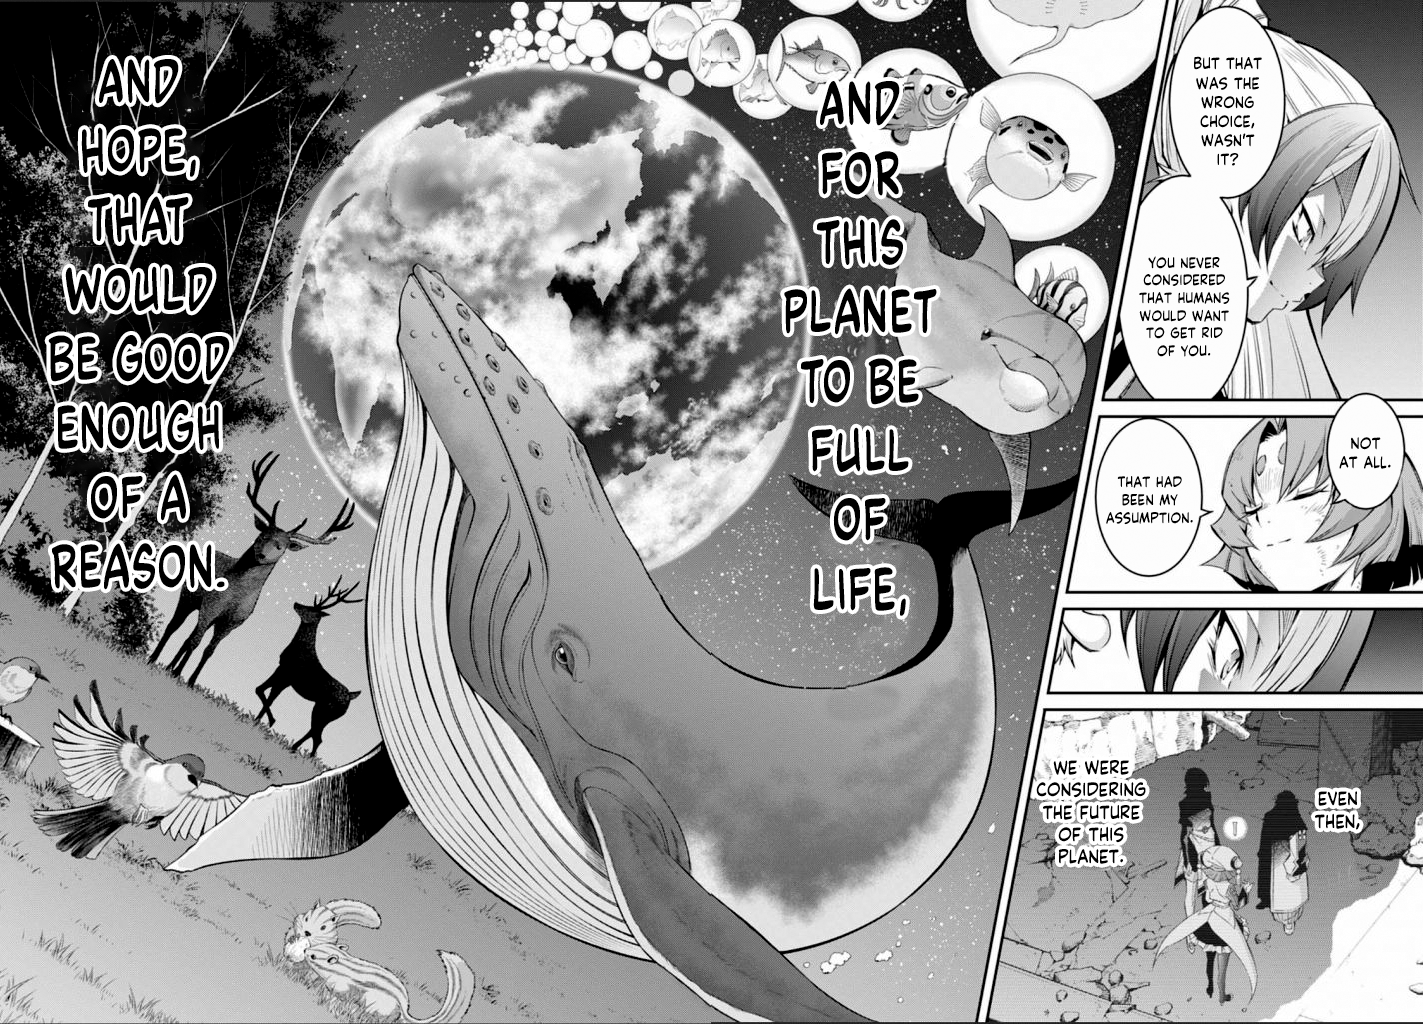 BUT THAT
WAS THE
WRONG
CHOICE,
WASN'T
IT?
YOU NEVER
CONSIDERED
THAT HUMANS
WOULD WANT
TO GET RID
OF YOU.
NOT
AT ALL.
THAT HAD
BEEN MY
ASSUMPTION.
EVEN
THEN,
WE WERE
CONSIDERING
THE FUTURE
OF THIS
PLANET.
AND
FOR
THIS
PLANET
TO BE
FULL
OF
LIFE,
AND
HOPE,
THAT
WOULD
BE GOOD
ENOUGH
OF A
REASON.